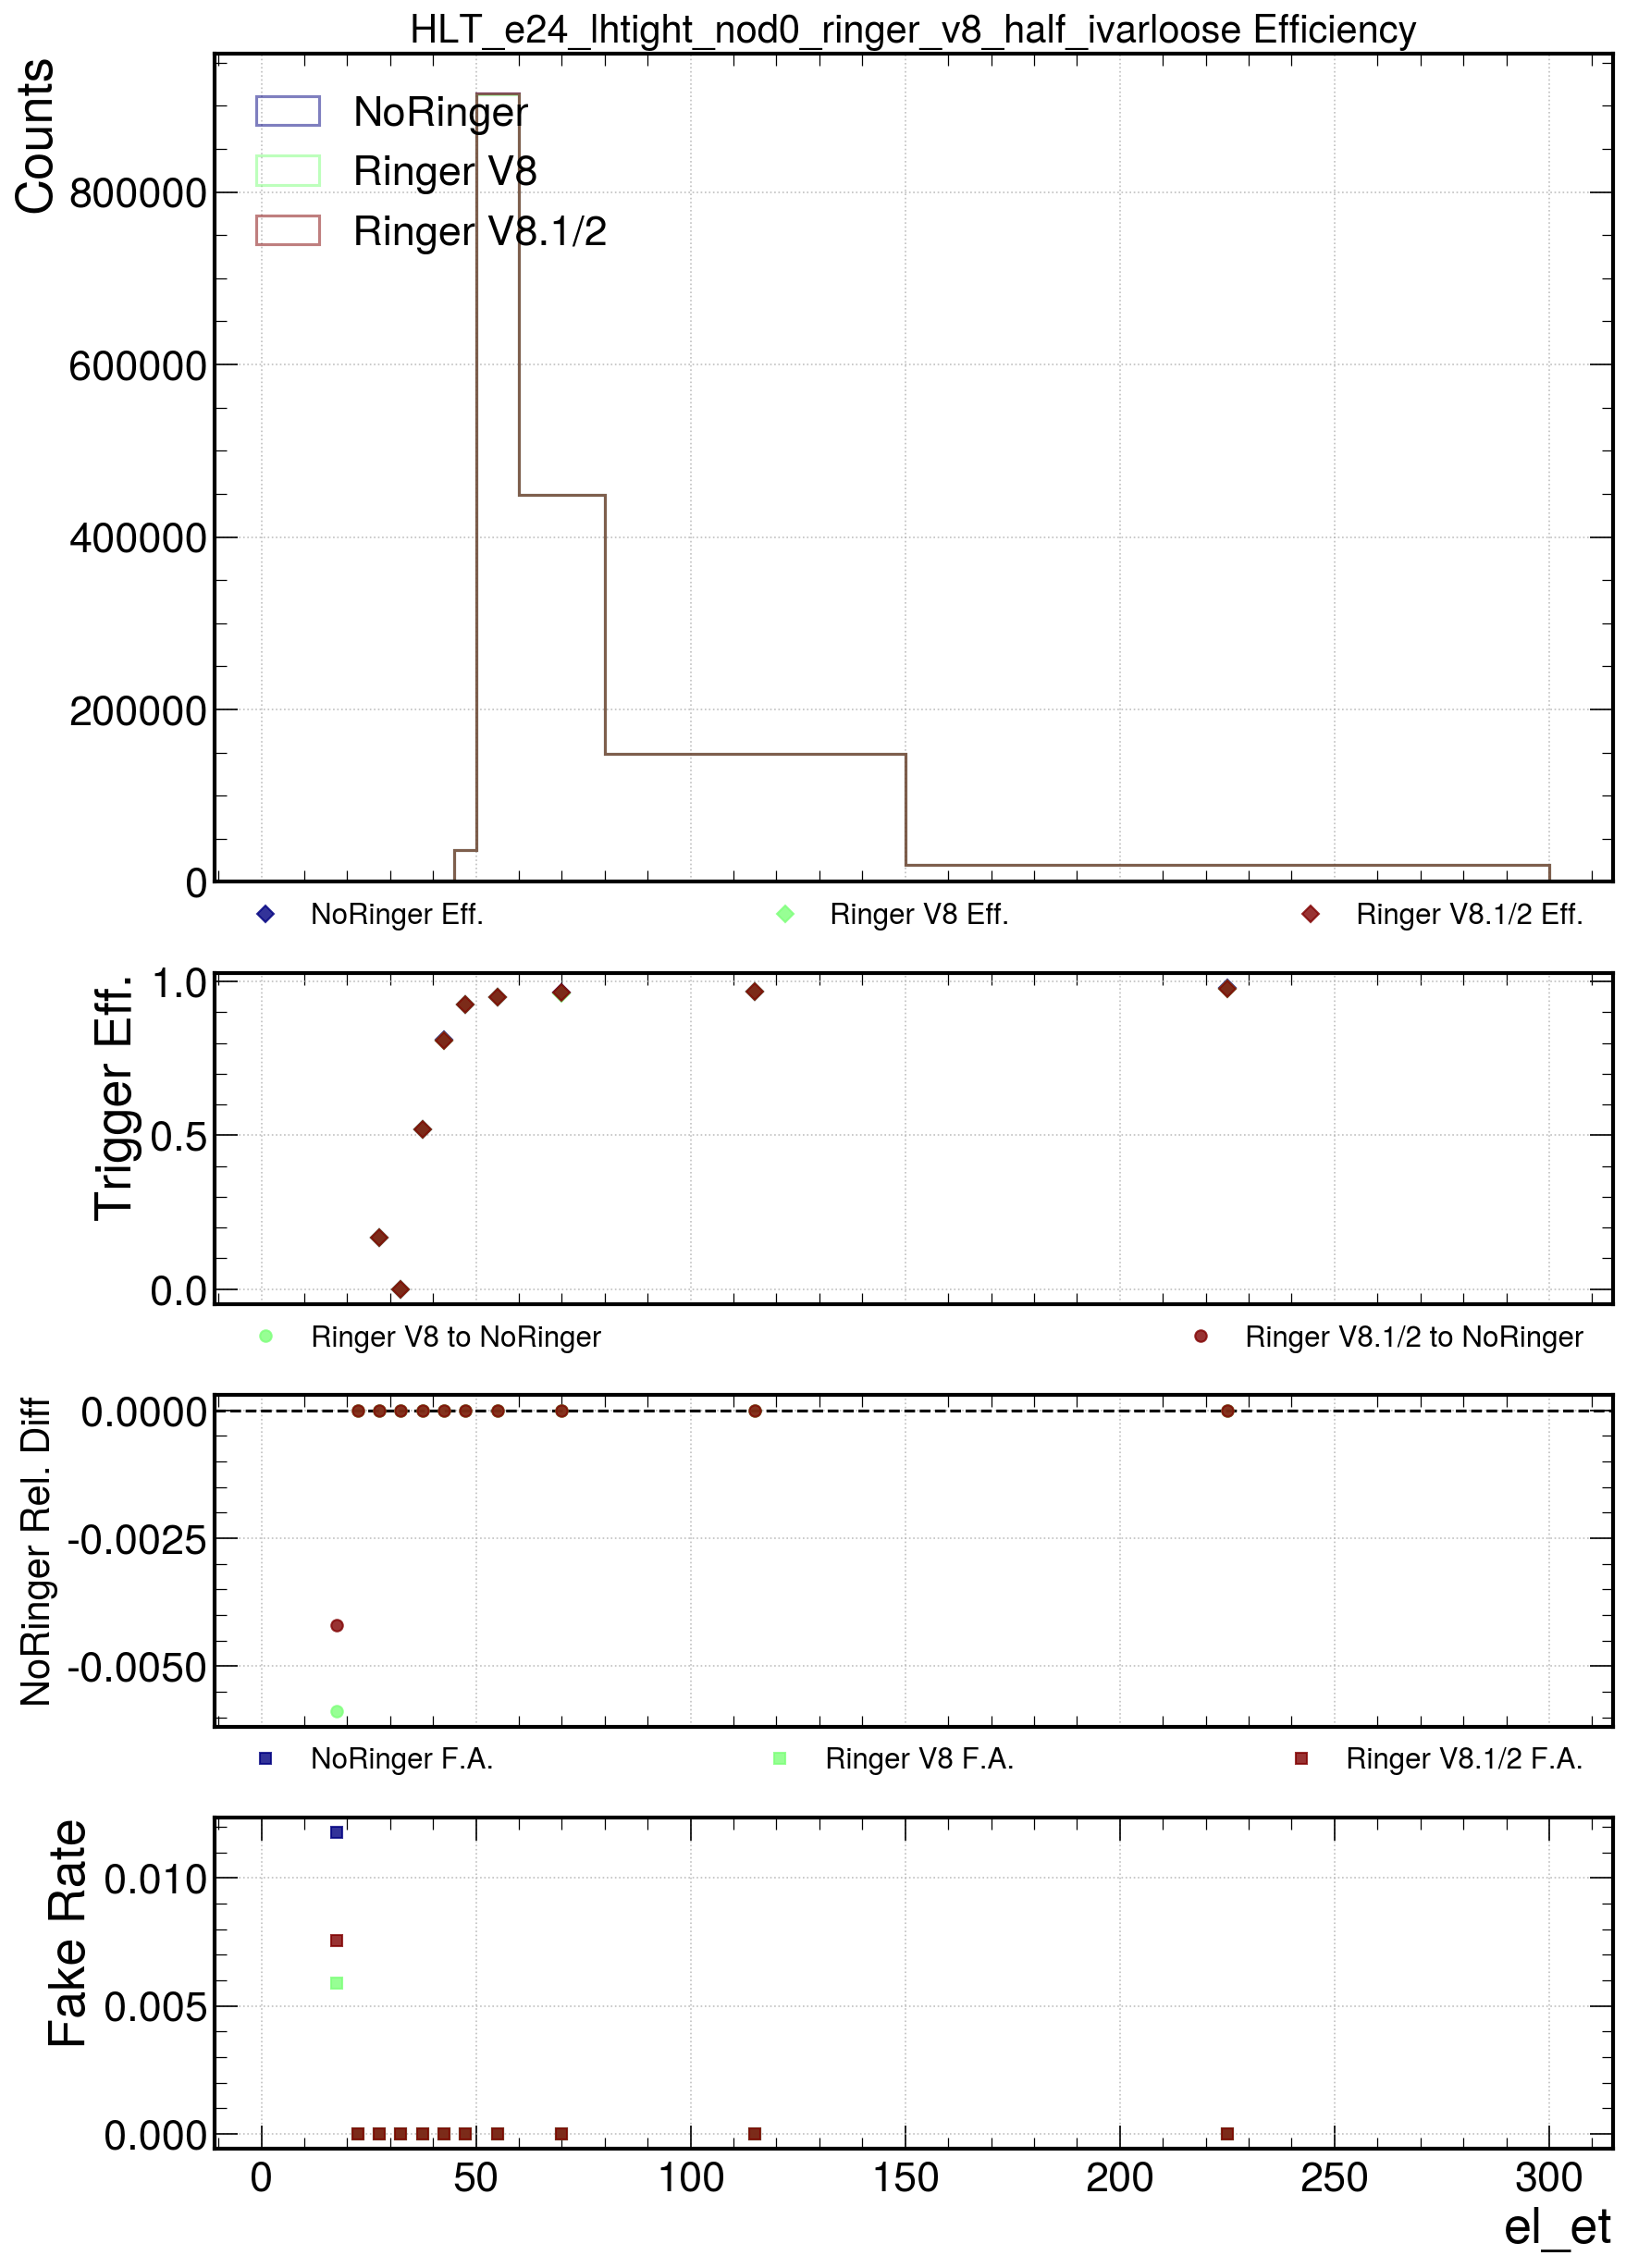 HLT_e24_lhtight_nod0_ringer_v8_half_ivarloose Efficiency
Counts
NoRinger
Ringer V8
Ringer V8.1/2
800000
600000
400000
200000
0
NoRinger Eff. Ringer V8 Eff. Ringer V8.1/2 Eff.
Trigger Eff.
1.0
0.5
0.0
Ringer V8 to NoRinger Ringer V8.1/2 to NoRinger
NoRinger Rel. Diff
0.0000
-0.0025
-0.0050
NoRinger F.A. Ringer V8 F.A. Ringer V8.1/2 F.A.
Fake Rate
0.010
0.005
0.000
0 50 100 150 200 250 300
el_et